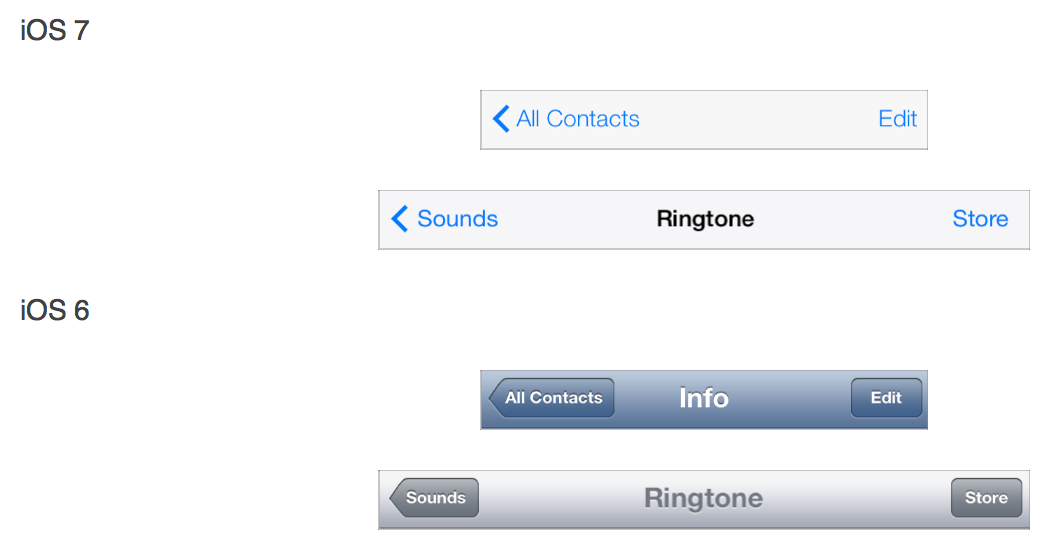 iOS 7
All Contacts Edit
Sounds Ringtone Store
iOS 6
All Contacts Info Edit
Sounds Ringtone Store